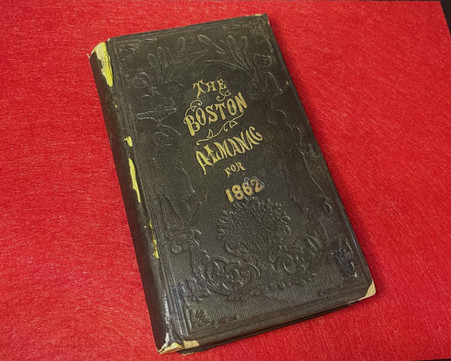 THE
BOSTON
ALMANAC
FOR
1862